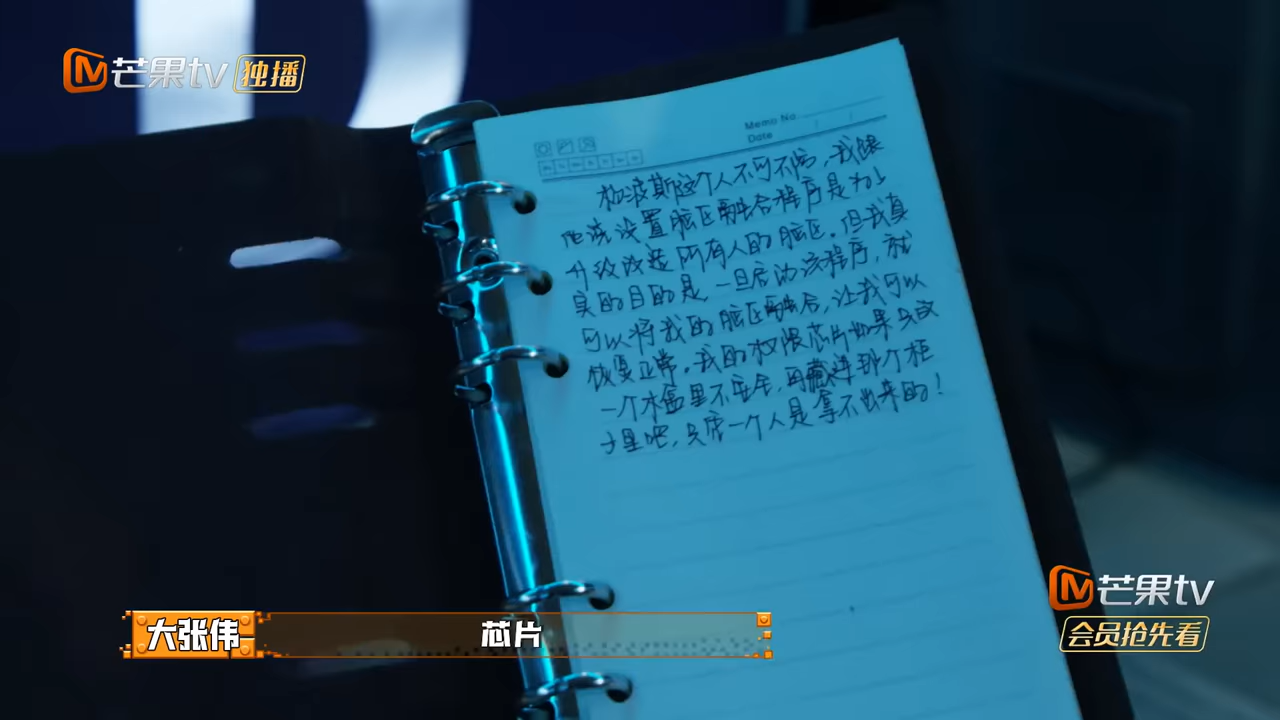 芒果tv 独播
Memo No
Date
柏波斯这个人不可不防，我跟
他说设置脑区融合程序是为了
升级改造所有人的脑区。但我真
实的目的是，一旦启动该程序，就
可以将我的脑区融合，让我可以
恢复正常。我的权限芯片如果只放
一个木盒里不安全，再藏进那个柜
子里吧，只有一个人是拿不出来的！
大张伟 芯片
芒果tv
会员抢先看